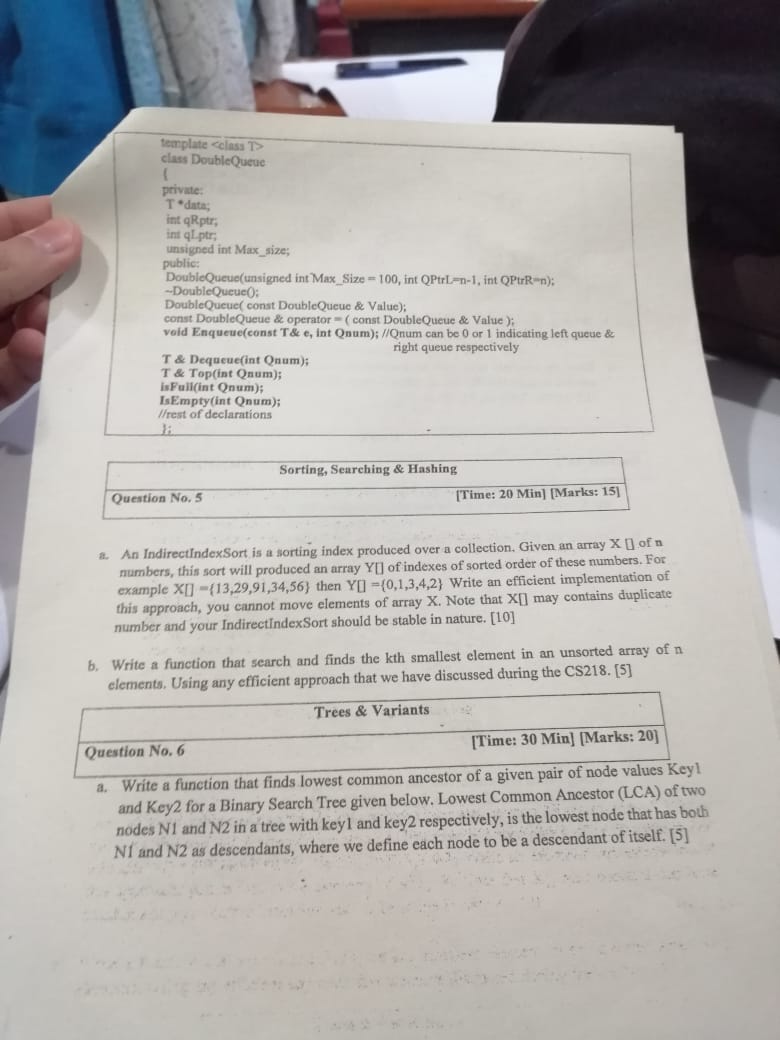 template <class T>
class DoubleQueue
{
private:
T *data;
int qRptr;
int qLptr;
unsigned int Max_size;
public:
DoubleQueue(unsigned int Max_Size = 100, int QPtrL=n-1, int QPtrR=n);
~DoubleQueue();
DoubleQueue( const DoubleQueue & Value);
const DoubleQueue & operator = ( const DoubleQueue & Value );
void Enqueue(const T& e, int Qnum); //Qnum can be 0 or 1 indicating left queue &
right queue respectively
T & Dequeue(int Qnum);
T & Top(int Qnum);
isFull(int Qnum);
IsEmpty(int Qnum);
//rest of declarations
};
Sorting, Searching & Hashing
Question No. 5 [Time: 20 Min] [Marks: 15]
a. An IndirectIndexSort is a sorting index produced over a collection. Given an array X [] of n
numbers, this sort will produced an array Y[] of indexes of sorted order of these numbers. For
example X[] ={13,29,91,34,56} then Y[] ={0,1,3,4,2} Write an efficient implementation of
this approach, you cannot move elements of array X. Note that X[] may contains duplicate
number and your IndirectIndexSort should be stable in nature. [10]
b. Write a function that search and finds the kth smallest element in an unsorted array of n
elements. Using any efficient approach that we have discussed during the CS218. [5]
Trees & Variants
Question No. 6 [Time: 30 Min] [Marks: 20]
a. Write a function that finds lowest common ancestor of a given pair of node values Key1
and Key2 for a Binary Search Tree given below. Lowest Common Ancestor (LCA) of two
nodes N1 and N2 in a tree with key1 and key2 respectively, is the lowest node that has both
N1 and N2 as descendants, where we define each node to be a descendant of itself. [5]